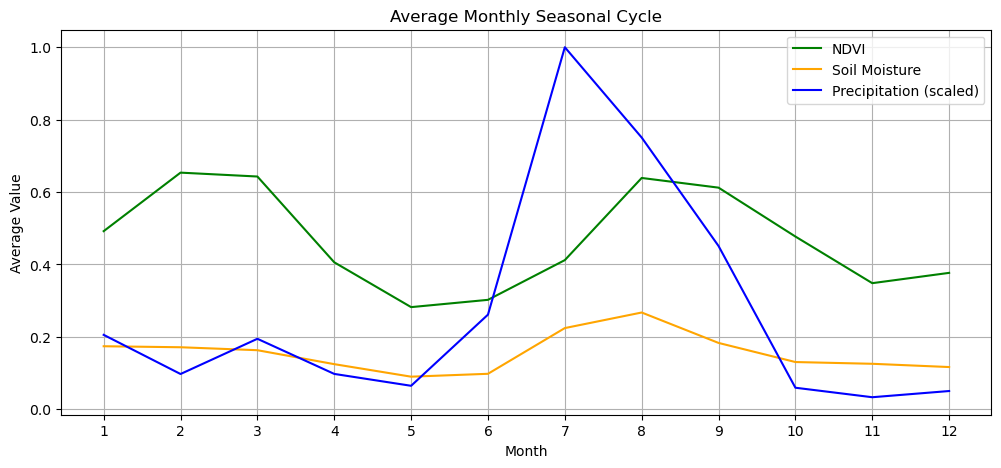 Average Monthly Seasonal Cycle
NDVI
Soil Moisture
Precipitation (scaled)
Average Value
1.0
0.8
0.6
0.4
0.2
0.0
1 2 3 4 5 6 7 8 9 10 11 12
Month